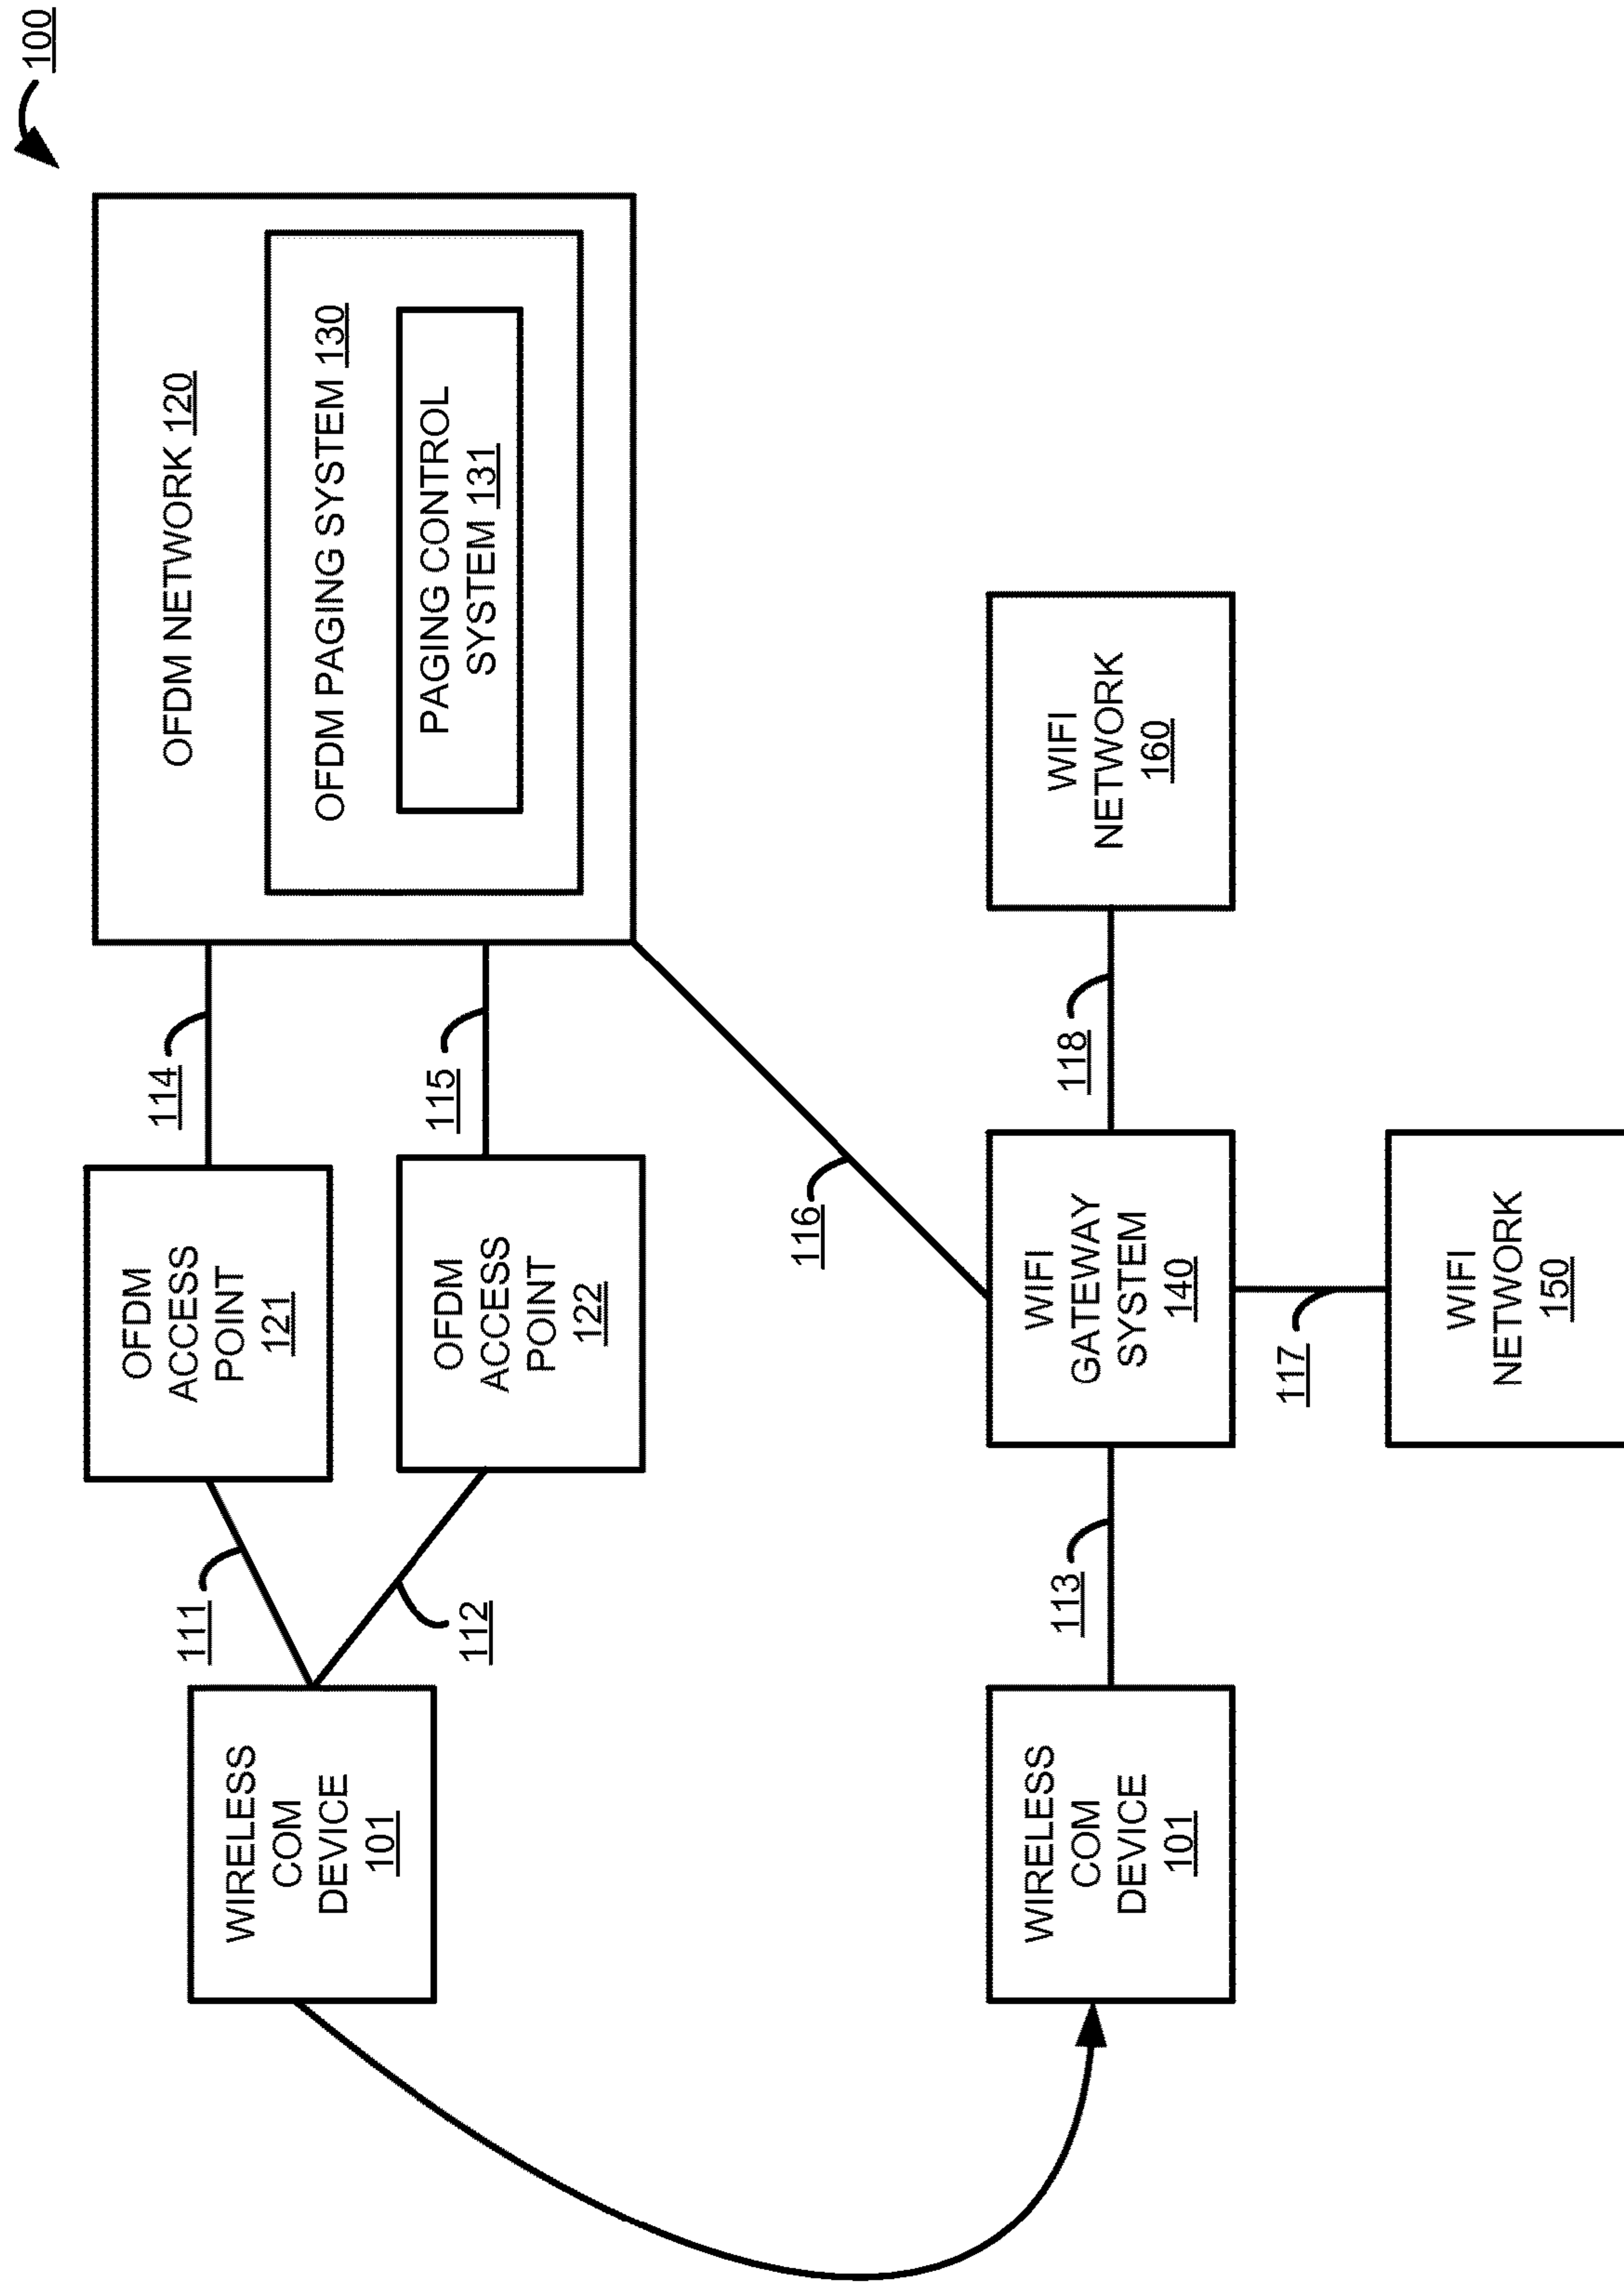 100
OFDM NETWORK 120
OFDM PAGING SYSTEM 130
PAGING CONTROL
SYSTEM 131
114
115
OFDM
ACCESS
POINT
121
OFDM
ACCESS
POINT
122
111
112
WIRELESS
COM
DEVICE
101
116
WIFI
NETWORK
160
118
WIFI
GATEWAY
SYSTEM
140
117
WIFI
NETWORK
150
113
WIRELESS
COM
DEVICE
101